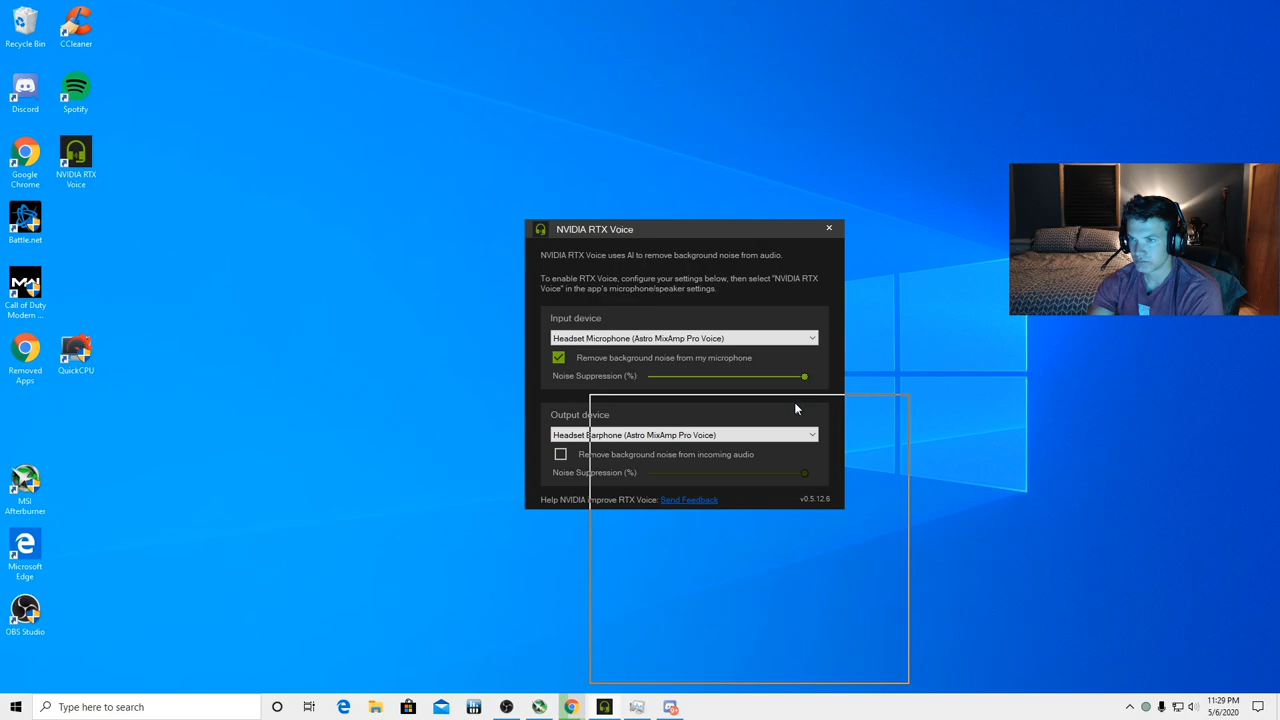 Recycle Bin
CCleaner
Discord
Spotify
Google
Chrome
NVIDIA RTX
Voice
Battle.net
Call of Duty
Modern ...
Removed
Apps
QuickCPU
MSI
Afterburner
Microsoft
Edge
OBS Studio
NVIDIA RTX Voice
NVIDIA RTX Voice uses AI to remove background noise from audio.
To enable RTX Voice, configure your settings below, then select "NVIDIA RTX
Voice" in the app's microphone/speaker settings.
Input device
Headset Microphone (Astro MixAmp Pro Voice)
Remove background noise from my microphone
Noise Suppression (%)
Output device
Headset Earphone (Astro MixAmp Pro Voice)
Remove background noise from incoming audio
Noise Suppression (%)
Help NVIDIA improve RTX Voice: Send Feedback
v0.5.12.6
Type here to search
11:29 PM
5/6/2020